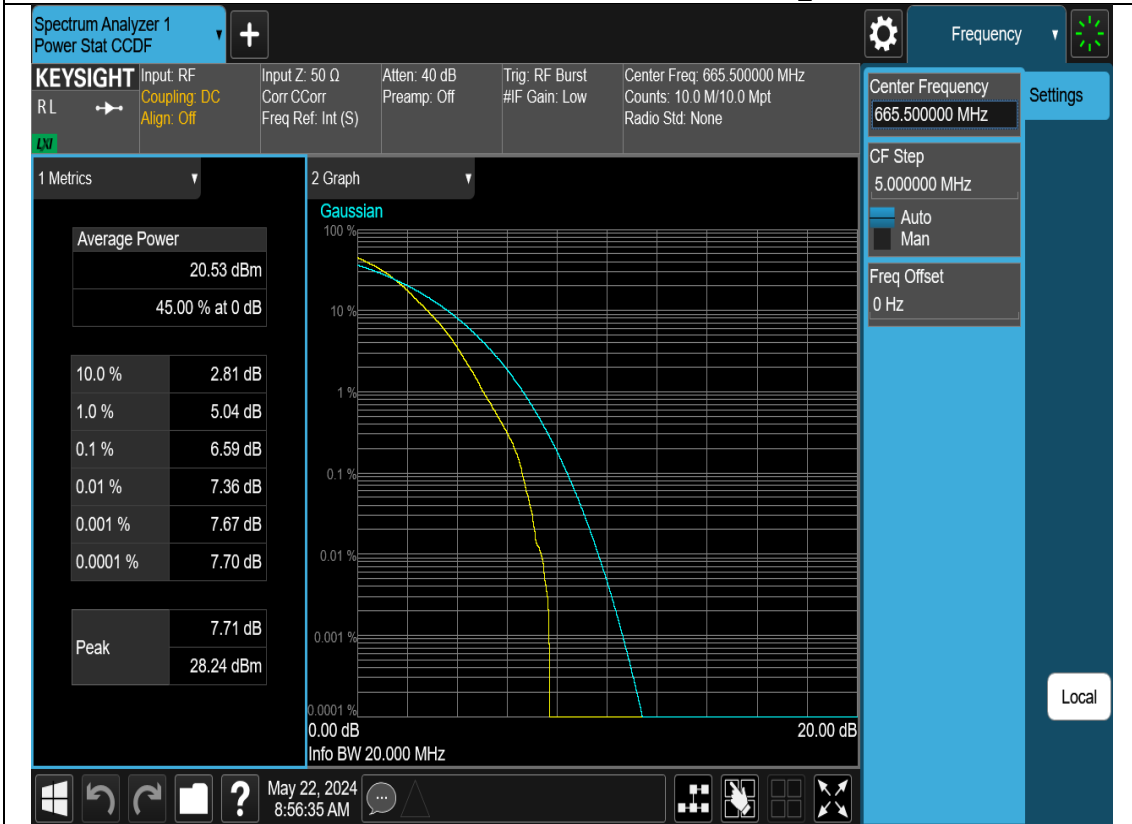 Spectrum Analyzer 1
Power Stat CCDF
+
Frequency
KEYSIGHT
RL
LXI
Input: RF
Coupling: DC
Align: Off
Input Z: 50 Ω
Corr CCorr
Freq Ref: Int (S)
Atten: 40 dB
Preamp: Off
Trig: RF Burst
#IF Gain: Low
Center Freq: 665.500000 MHz
Counts: 10.0 M/10.0 Mpt
Radio Std: None
Center Frequency
665.500000 MHz
Settings
CF Step
5.000000 MHz
Auto
Man
Freq Offset
0 Hz
Local
1 Metrics
Average Power
20.53 dBm
45.00 % at 0 dB
10.0 % 2.81 dB
1.0 % 5.04 dB
0.1 % 6.59 dB
0.01 % 7.36 dB
0.001 % 7.67 dB
0.0001 % 7.70 dB
Peak
7.71 dB
28.24 dBm
2 Graph
Gaussian
100 %
10 %
1 %
0.1 %
0.01 %
0.001 %
0.0001 %
0.00 dB 20.00 dB
Info BW 20.000 MHz
?
May 22, 2024
8:56:35 AM